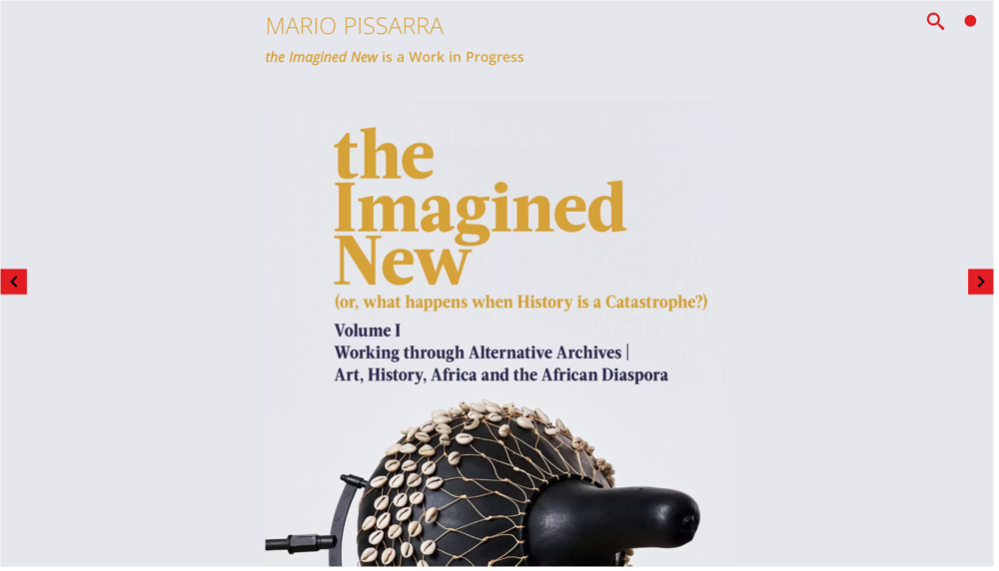 MARIO PISSARRA
the Imagined New is a Work in Progress
the
Imagined
New
(or, what happens when History is a Catastrophe?)
Volume I
Working through Alternative Archives |
Art, History, Africa and the African Diaspora